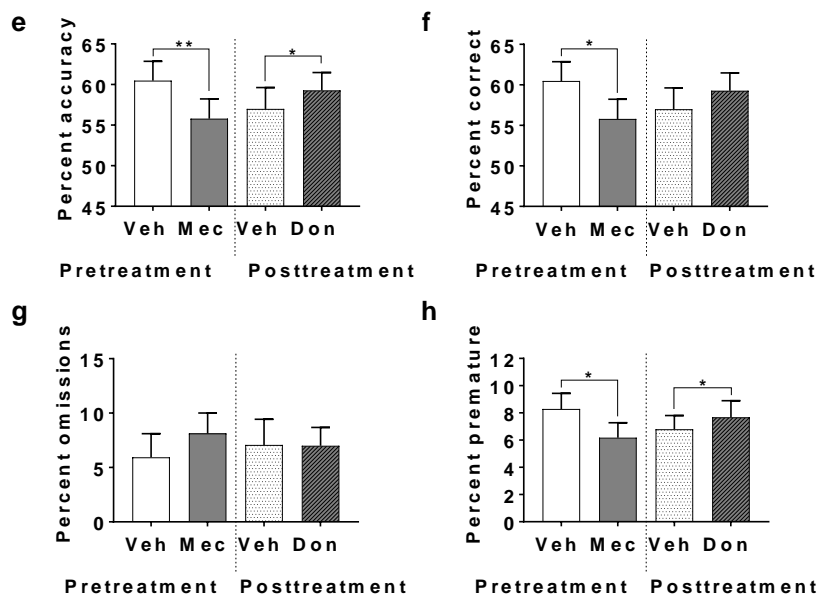 e
Percent accuracy
65
60
55
50
45
**
*
Veh Mec Veh Don
Pretreatment Posttreatment
f
Percent correct
65
60
55
50
45
*
Veh Mec Veh Don
Pretreatment Posttreatment
g
Percent omissions
15
10
5
0
Veh Mec Veh Don
Pretreatment Posttreatment
h
Percent premature
12
10
8
6
4
2
0
*
*
Veh Mec Veh Don
Pretreatment Posttreatment